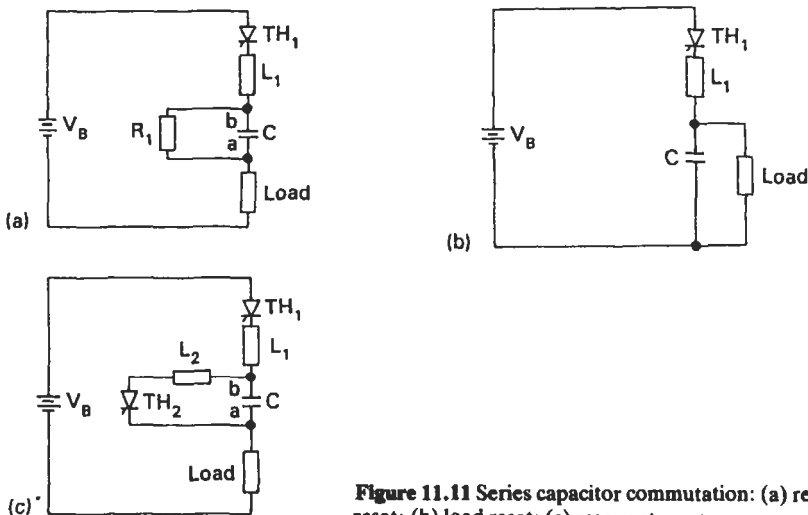 TH1
L1
R1
b
a
C
VB
Load
(a)
TH1
L1
VB
C
Load
(b)
TH1
L1
L2
b
a
C
TH2
VB
Load
(c)
Figure 11.11 Series capacitor commutation: (a) re
(b) load reset; (c)